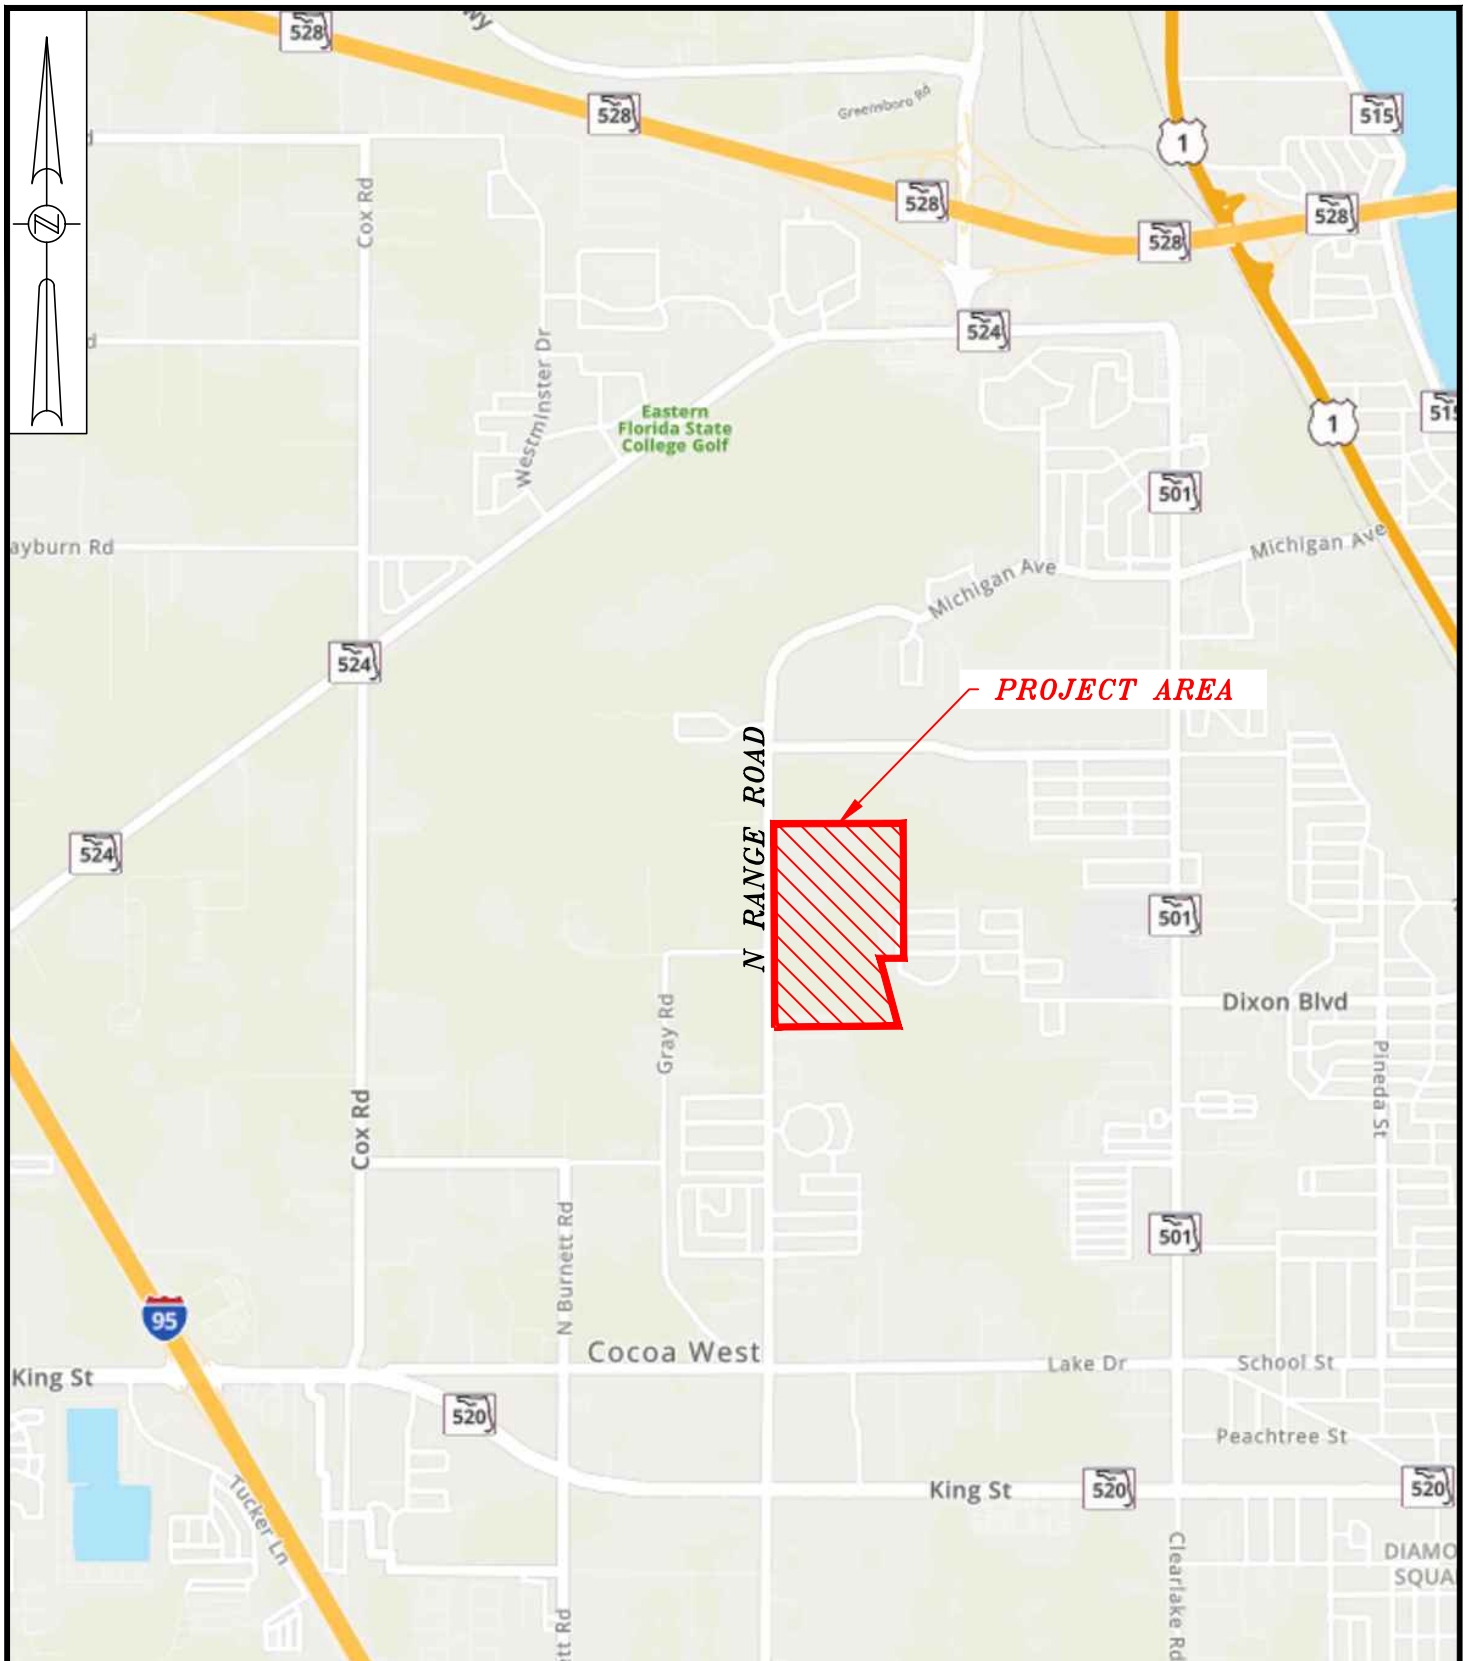 528
wy
528
Greensboro Rd
515
1
Cox Rd
528
528
528
524
Westminster Dr
Eastern
Florida State
College Golf
1
501
ayburn Rd
Michigan Ave
Michigan Ave
524
PROJECT AREA
N RANGE ROAD
524
501
Gray Rd
Dixon Blvd
Pineda St
Cox Rd
N Burnett Rd
501
95
Cocoa West
King St
Lake Dr
School St
520
Peachtree St
King St
520
520
Tucker Ln
Clearlake Rd
DIAMO
SQUA
ett Rd